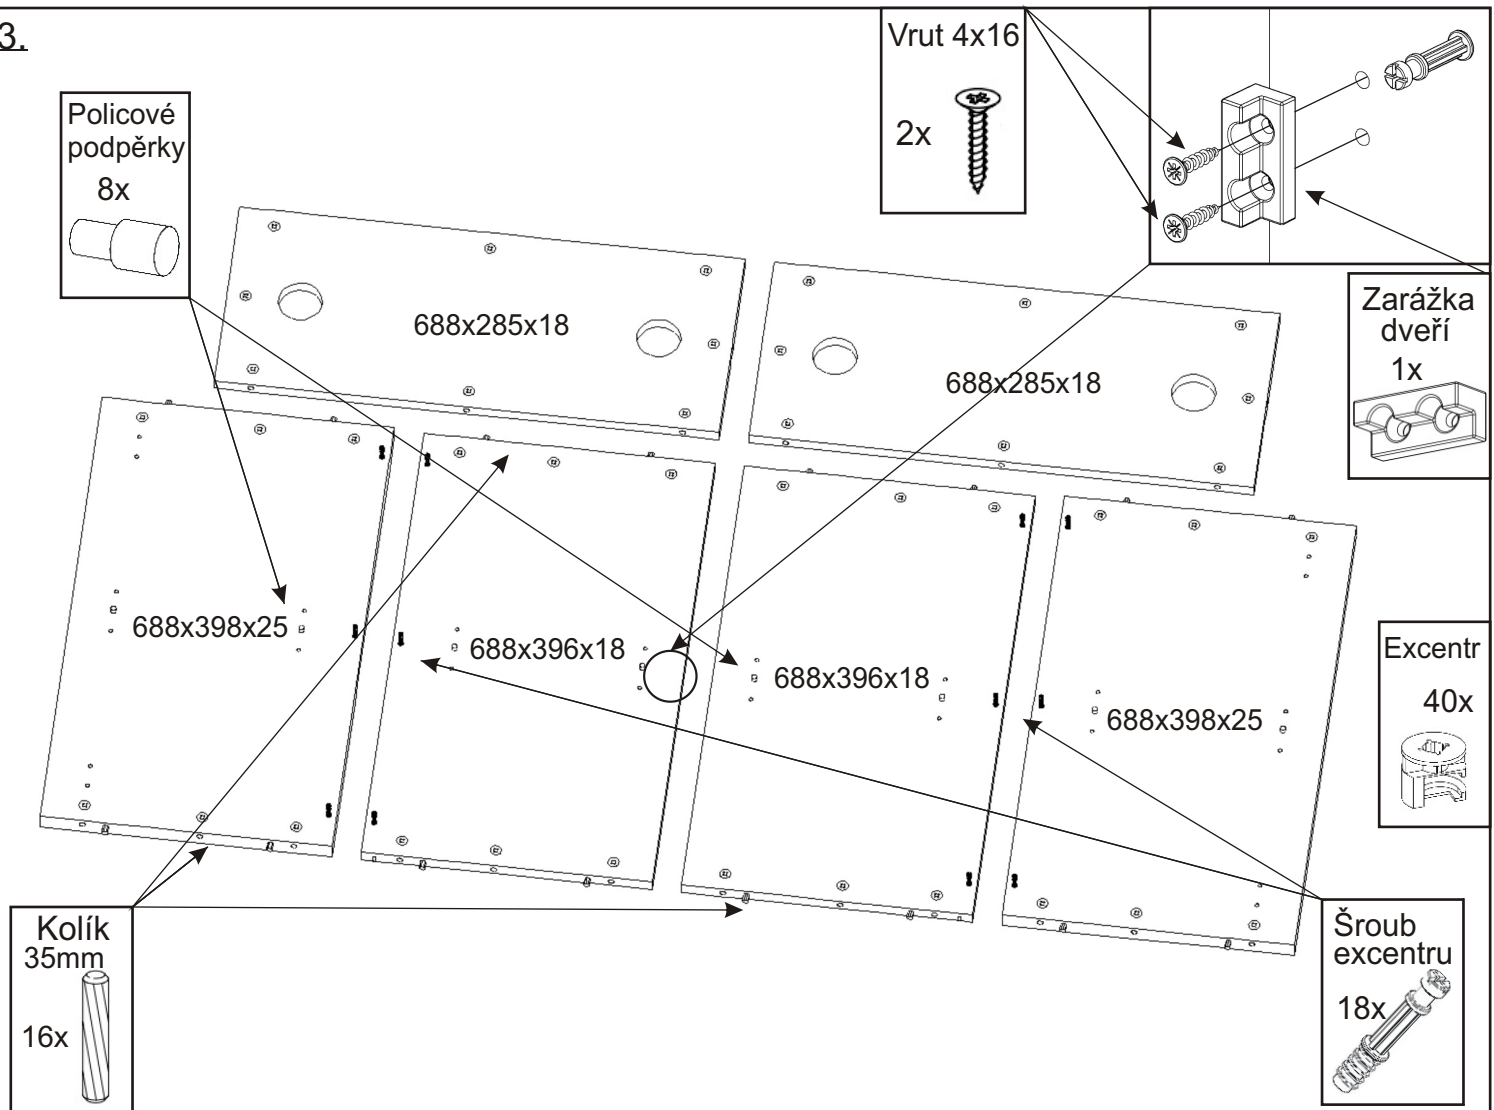 3.
Vrut 4x16
2x
Policové
podpěrky
8x
Zarážka
dveří
1x
688x285x18
688x285x18
688x398x25
688x396x18
688x396x18
688x398x25
Excentr
40x
Kolík
35mm
16x
Šroub
excentru
18x